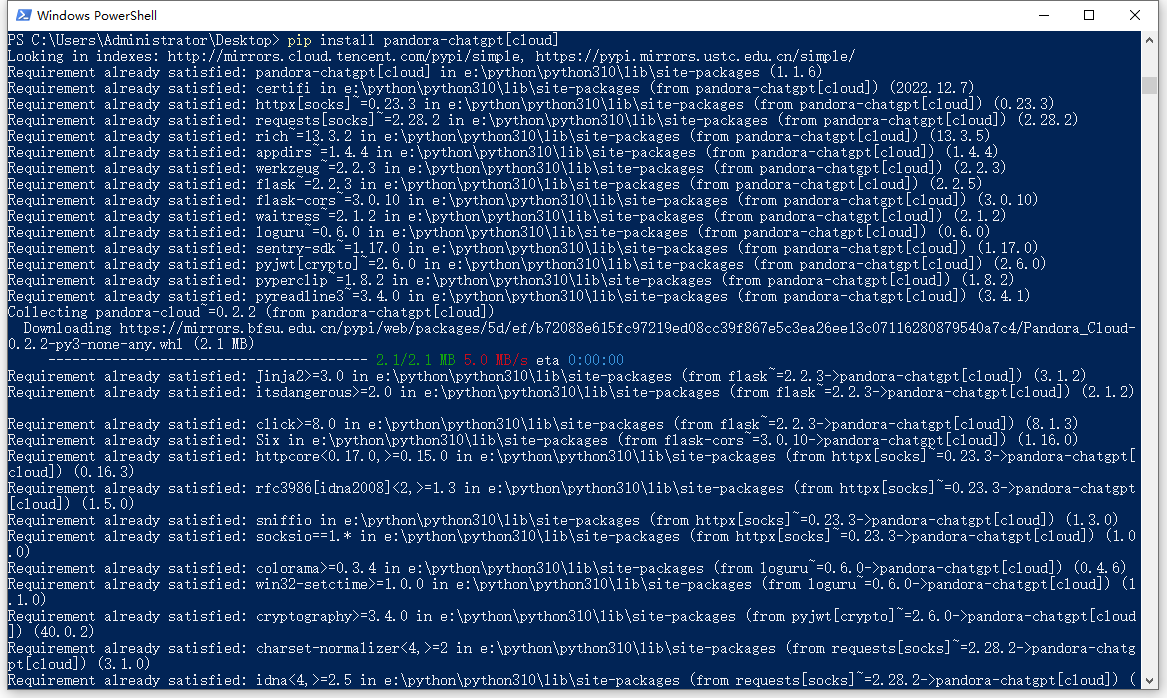 Windows PowerShell
PS C:\Users\Administrator\Desktop> pip install pandora-chatgpt[cloud]
Looking in indexes: http://mirrors.cloud.tencent.com/pypi/simple, https://pypi.mirrors.ustc.edu.cn/simple/
Requirement already satisfied: pandora-chatgpt[cloud] in e:\python\python310\lib\site-packages (1.1.6)
Requirement already satisfied: certifi in e:\python\python310\lib\site-packages (from pandora-chatgpt[cloud]) (2022.12.7)
Requirement already satisfied: httpx[socks]~=0.23.3 in e:\python\python310\lib\site-packages (from pandora-chatgpt[cloud]) (0.23.3)
Requirement already satisfied: requests[socks]~=2.28.2 in e:\python\python310\lib\site-packages (from pandora-chatgpt[cloud]) (2.28.2)
Requirement already satisfied: rich~=13.3.2 in e:\python\python310\lib\site-packages (from pandora-chatgpt[cloud]) (13.3.5)
Requirement already satisfied: appdirs~=1.4.4 in e:\python\python310\lib\site-packages (from pandora-chatgpt[cloud]) (1.4.4)
Requirement already satisfied: werkzeug~=2.2.3 in e:\python\python310\lib\site-packages (from pandora-chatgpt[cloud]) (2.2.3)
Requirement already satisfied: flask~=2.2.3 in e:\python\python310\lib\site-packages (from pandora-chatgpt[cloud]) (2.2.5)
Requirement already satisfied: flask-cors~=3.0.10 in e:\python\python310\lib\site-packages (from pandora-chatgpt[cloud]) (3.0.10)
Requirement already satisfied: waitress~=2.1.2 in e:\python\python310\lib\site-packages (from pandora-chatgpt[cloud]) (2.1.2)
Requirement already satisfied: loguru~=0.6.0 in e:\python\python310\lib\site-packages (from pandora-chatgpt[cloud]) (0.6.0)
Requirement already satisfied: sentry-sdk~=1.17.0 in e:\python\python310\lib\site-packages (from pandora-chatgpt[cloud]) (1.17.0)
Requirement already satisfied: pyjwt[crypto]~=2.6.0 in e:\python\python310\lib\site-packages (from pandora-chatgpt[cloud]) (2.6.0)
Requirement already satisfied: pyperclip~=1.8.2 in e:\python\python310\lib\site-packages (from pandora-chatgpt[cloud]) (1.8.2)
Requirement already satisfied: pyreadline3~=3.4.0 in e:\python\python310\lib\site-packages (from pandora-chatgpt[cloud]) (3.4.1)
Collecting pandora-cloud~=0.2.2 (from pandora-chatgpt[cloud])
  Downloading https://mirrors.bfsu.edu.cn/pypi/web/packages/5d/ef/b72088e615fc97219ed08cc39f867e5c3ea26ee13c07116280879540a7c4/Pandora_Cloud-
0.2.2-py3-none-any.whl (2.1 MB)
     ---------------------------------------- 2.1/2.1 MB 5.0 MB/s eta 0:00:00
Requirement already satisfied: Jinja2>=3.0 in e:\python\python310\lib\site-packages (from flask~=2.2.3->pandora-chatgpt[cloud]) (3.1.2)
Requirement already satisfied: itsdangerous>=2.0 in e:\python\python310\lib\site-packages (from flask~=2.2.3->pandora-chatgpt[cloud]) (2.1.2)
Requirement already satisfied: click>=8.0 in e:\python\python310\lib\site-packages (from flask~=2.2.3->pandora-chatgpt[cloud]) (8.1.3)
Requirement already satisfied: Six in e:\python\python310\lib\site-packages (from flask-cors~=3.0.10->pandora-chatgpt[cloud]) (1.16.0)
Requirement already satisfied: httpcore<0.17.0,>=0.15.0 in e:\python\python310\lib\site-packages (from httpx[socks]~=0.23.3->pandora-chatgpt[
cloud]) (0.16.3)
Requirement already satisfied: rfc3986[idna2008]<2,>=1.3 in e:\python\python310\lib\site-packages (from httpx[socks]~=0.23.3->pandora-chatgpt
[cloud]) (1.5.0)
Requirement already satisfied: sniffio in e:\python\python310\lib\site-packages (from httpx[socks]~=0.23.3->pandora-chatgpt[cloud]) (1.3.0)
Requirement already satisfied: socksio==1.* in e:\python\python310\lib\site-packages (from httpx[socks]~=0.23.3->pandora-chatgpt[cloud]) (1.0
.0)
Requirement already satisfied: colorama>=0.3.4 in e:\python\python310\lib\site-packages (from loguru~=0.6.0->pandora-chatgpt[cloud]) (0.4.6)
Requirement already satisfied: win32-setctime>=1.0.0 in e:\python\python310\lib\site-packages (from loguru~=0.6.0->pandora-chatgpt[cloud]) (1
.1.0)
Requirement already satisfied: cryptography>=3.4.0 in e:\python\python310\lib\site-packages (from pyjwt[crypto]~=2.6.0->pandora-chatgpt[cloud
]) (40.0.2)
Requirement already satisfied: charset-normalizer<4,>=2 in e:\python\python310\lib\site-packages (from requests[socks]~=2.28.2->pandora-chatg
pt[cloud]) (3.1.0)
Requirement already satisfied: idna<4,>=2.5 in e:\python\python310\lib\site-packages (from requests[socks]~=2.28.2->pandora-chatgpt[cloud]) (